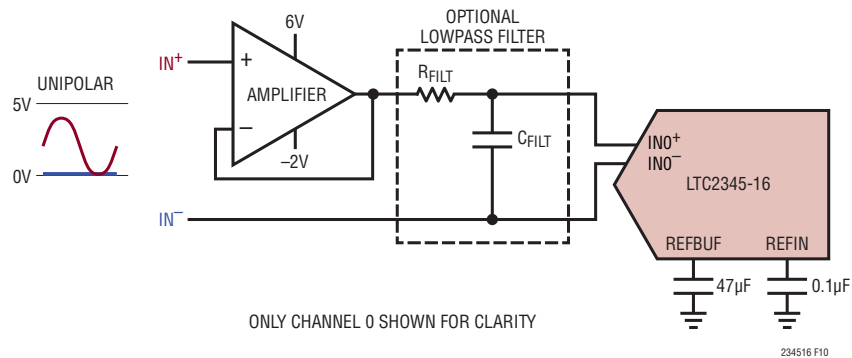 OPTIONAL
LOWPASS FILTER
6V
IN+
+
RFILT
UNIPOLAR
AMPLIFIER
5V
–
CFILT
IN0+
IN0–
–2V
LTC2345-16
0V
IN–
REFBUF REFIN
47µF 0.1µF
ONLY CHANNEL 0 SHOWN FOR CLARITY
234516 F10